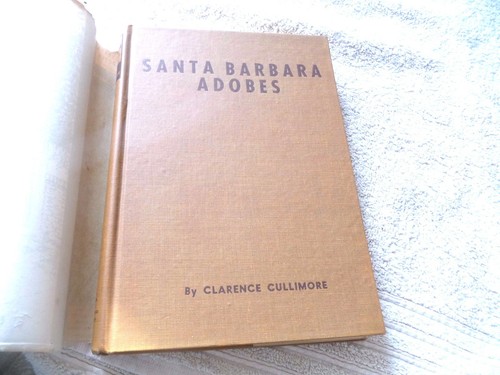 SANTA BARBARA
ADOBES
By CLARENCE CULLIMORE